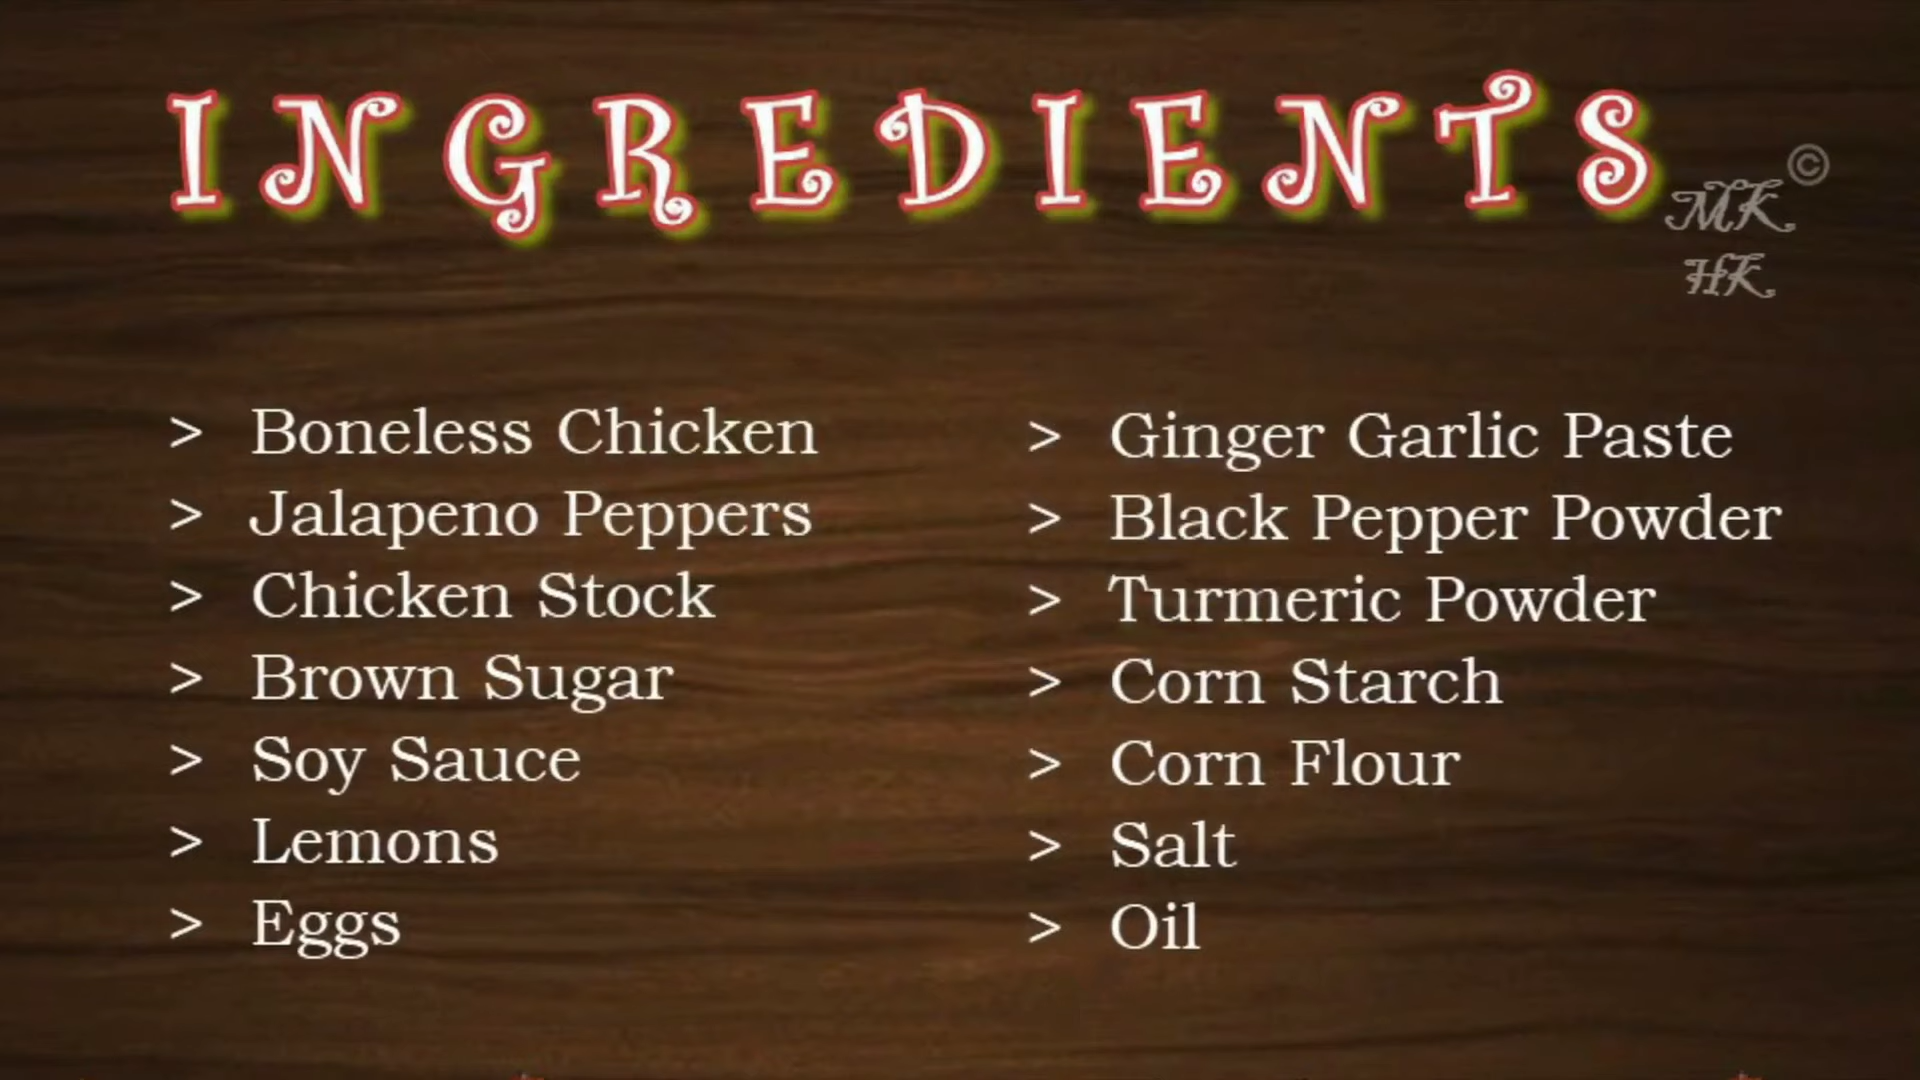 INGREDIENTS
©
MK
HK
> Boneless Chicken
> Jalapeno Peppers
> Chicken Stock
> Brown Sugar
> Soy Sauce
> Lemons
> Eggs
> Ginger Garlic Paste
> Black Pepper Powder
> Turmeric Powder
> Corn Starch
> Corn Flour
> Salt
> Oil